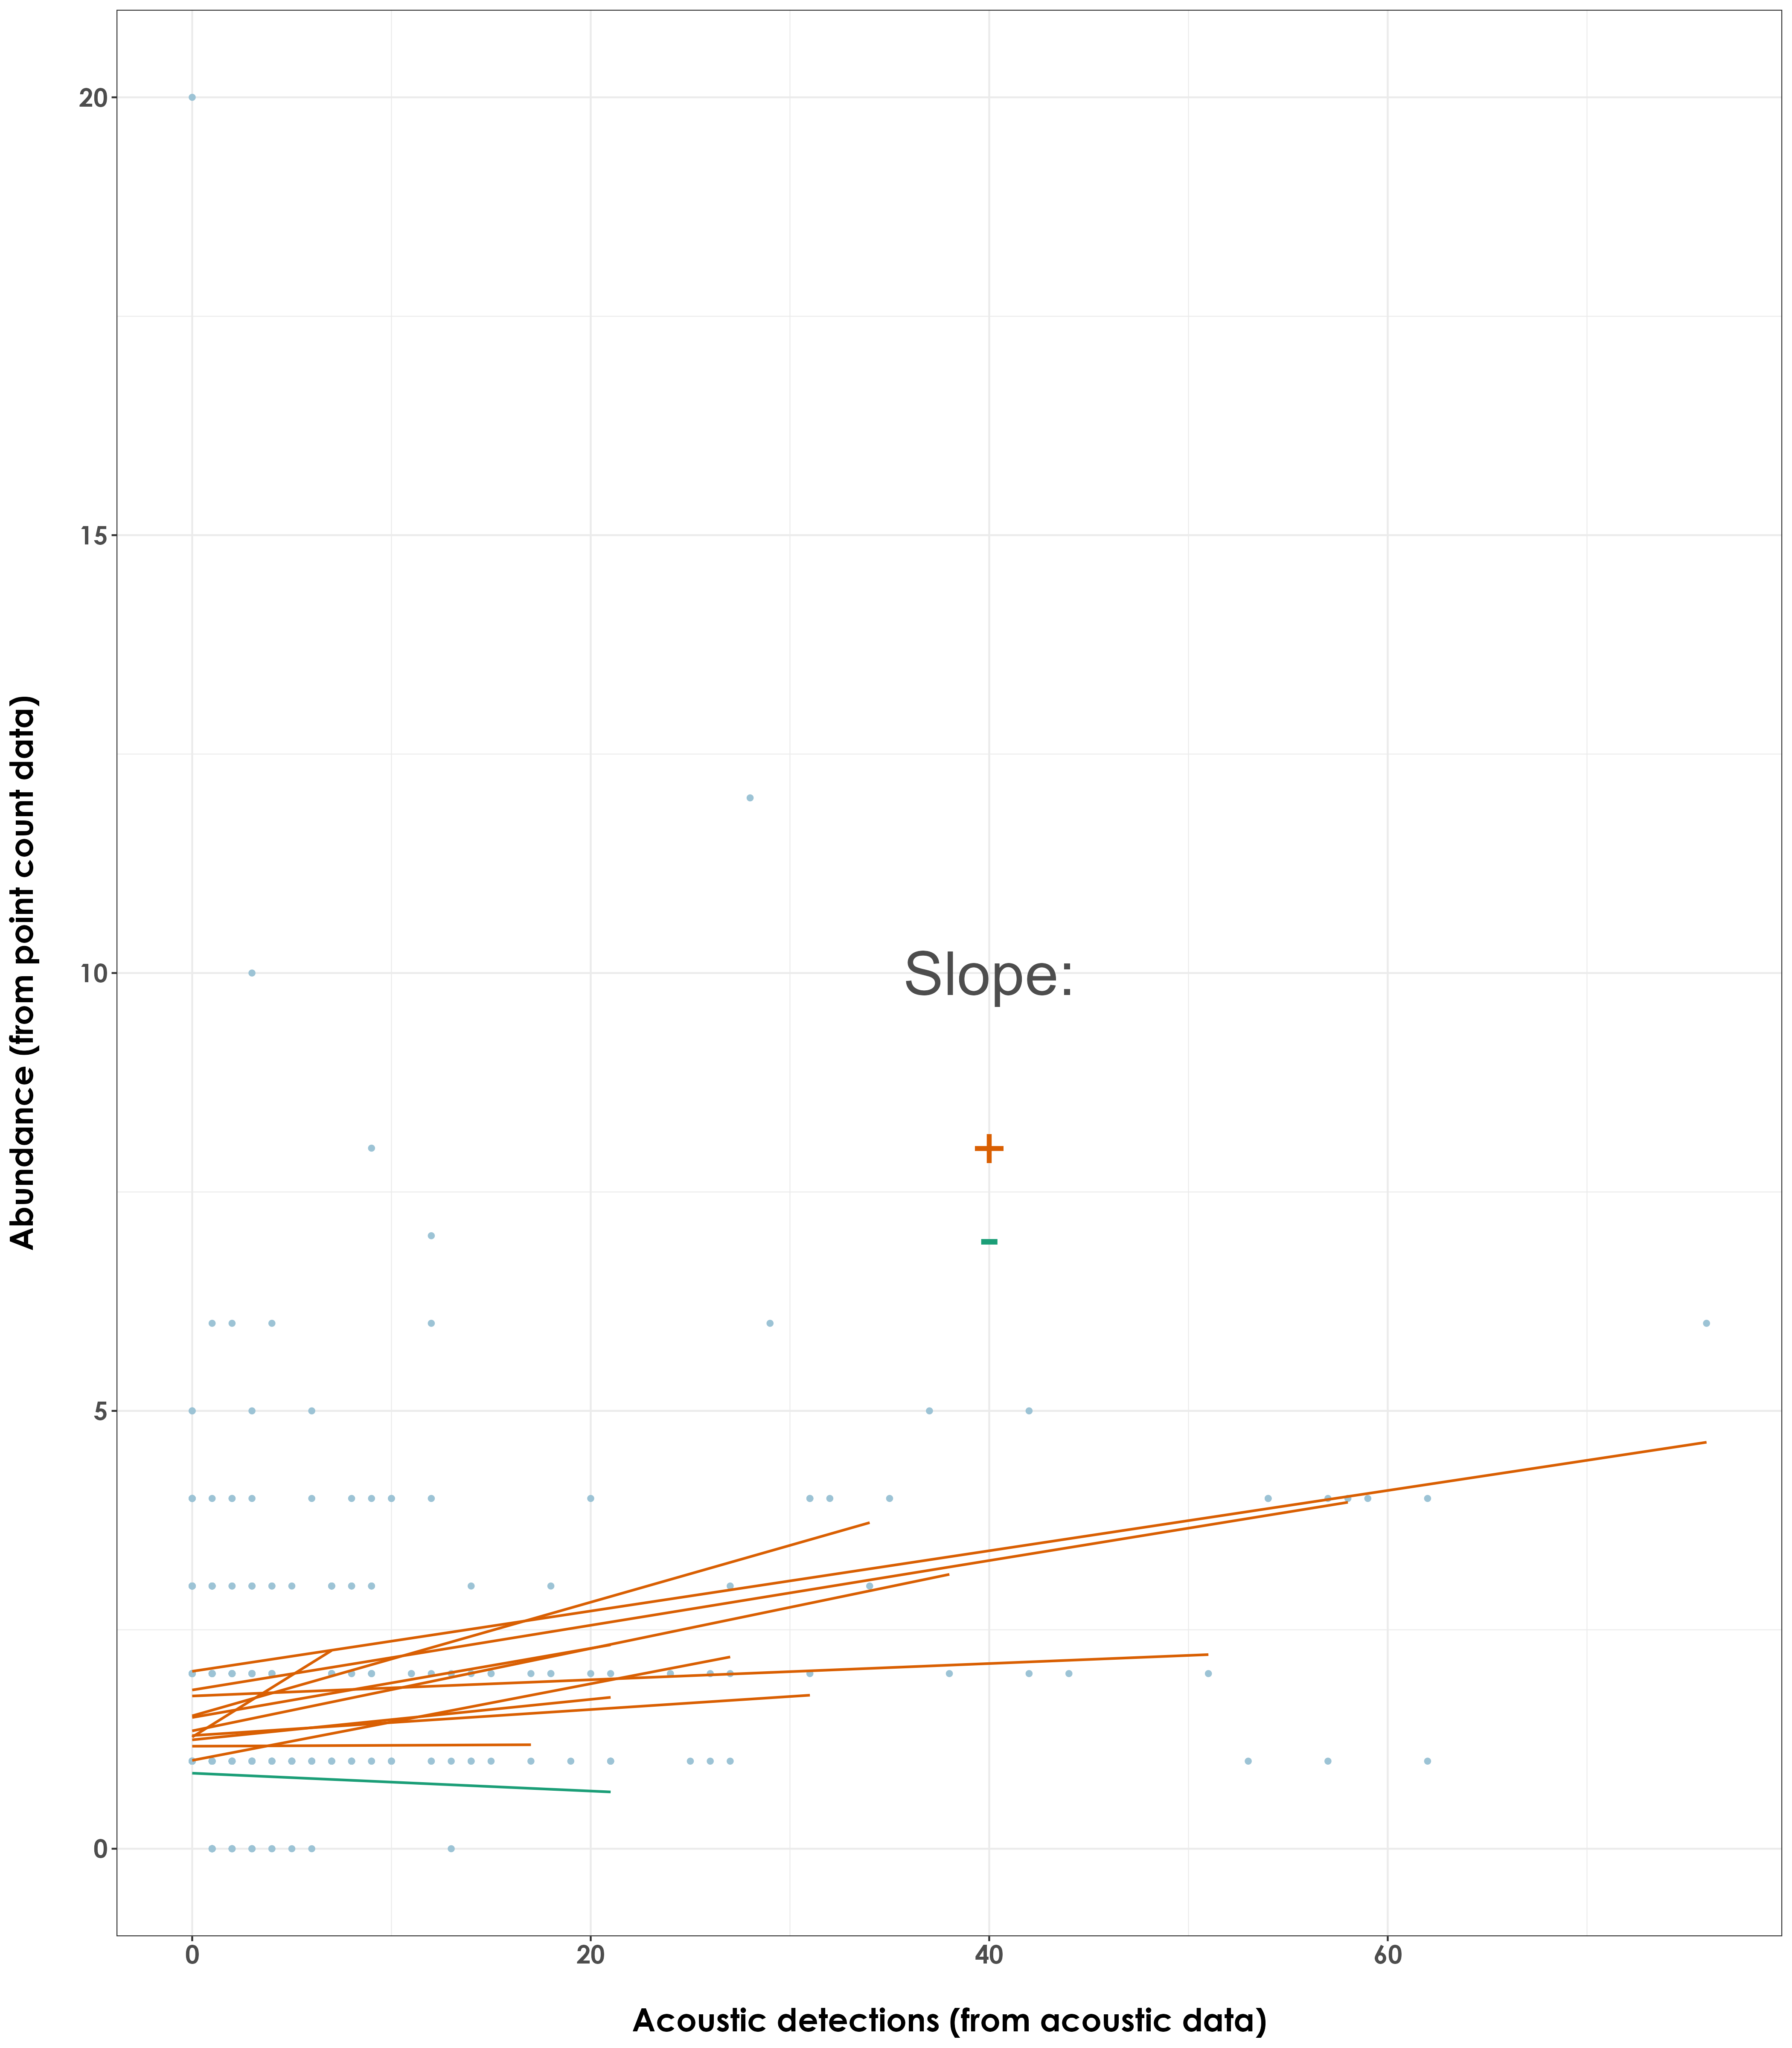 20
15
10
5
0
Abundance (from point count data)
Slope:
+
-
0 20 40 60
Acoustic detections (from acoustic data)